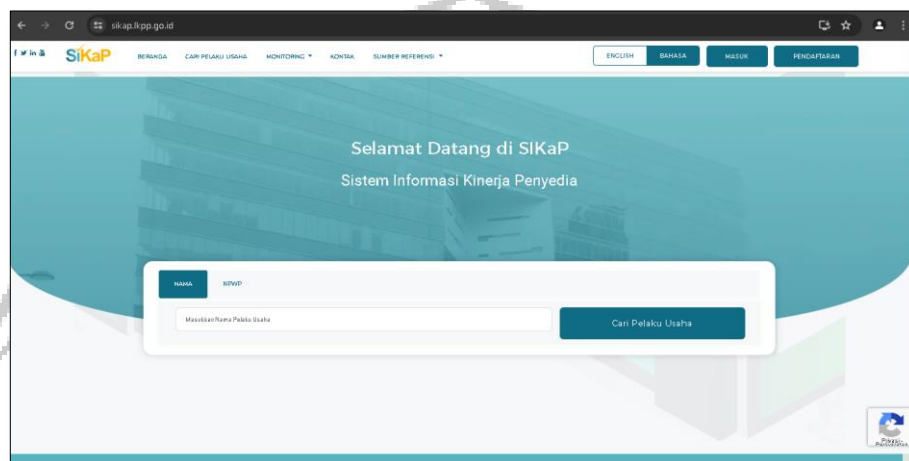 sikap.lkpp.go.id
SiKaP BERANGA CARI PELAKU USAHA MONITORING KONTAK SUMBER REFERENSI ENGLISH BAHASA MASUK PENDAFTARAN
Selamat Datang di SIKaP
Sistem Informasi Kinerja Penyedia
NAMA NPWP
Masukkan Nama Pelaku Usaha Cari Pelaku Usaha